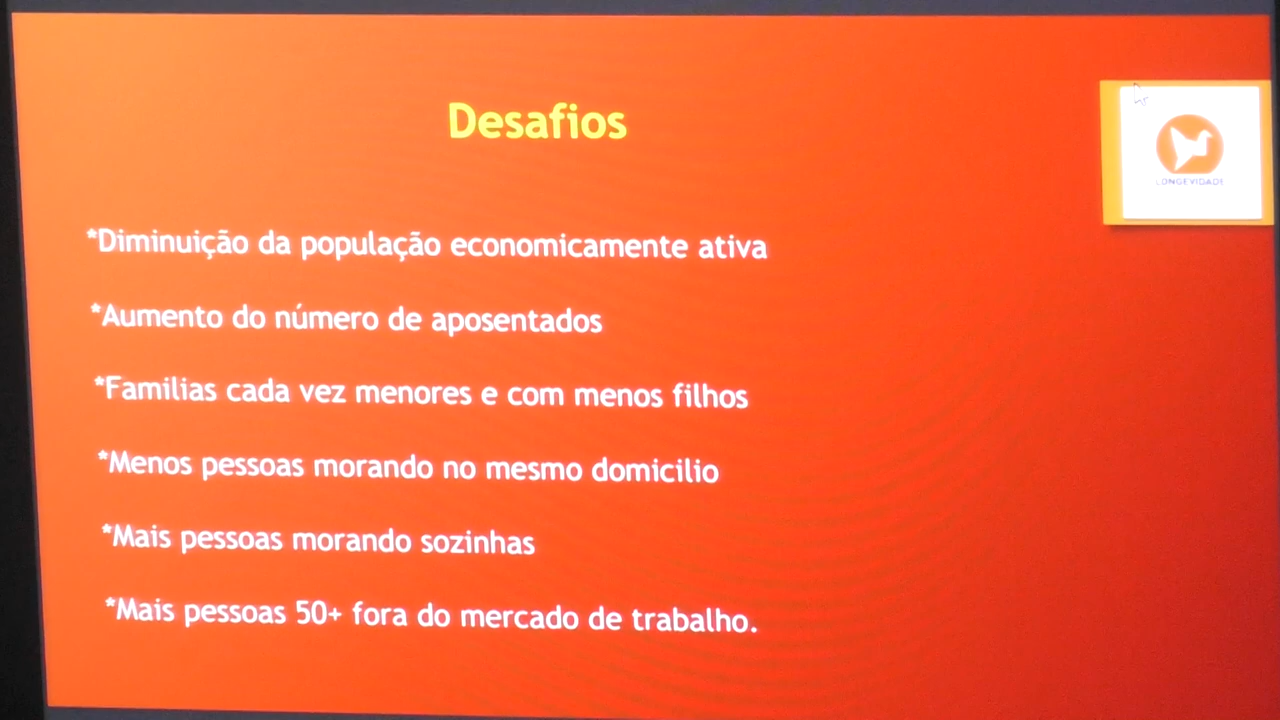 Desafios
LONGEVIDADE
*Diminuição da população economicamente ativa
*Aumento do número de aposentados
*Familias cada vez menores e com menos filhos
*Menos pessoas morando no mesmo domicilio
*Mais pessoas morando sozinhas
*Mais pessoas 50+ fora do mercado de trabalho.